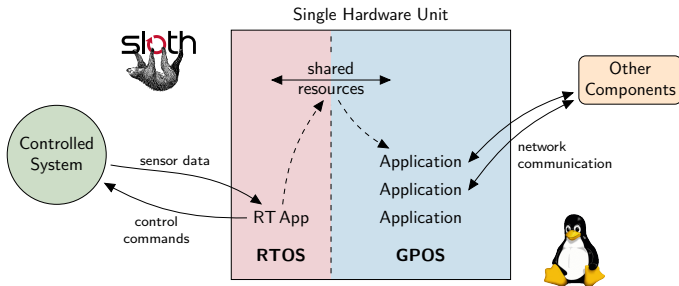 Single Hardware Unit
sloth
shared
resources
Other
Components
Controlled
System
sensor data
network
communication
Application
Application
Application
RT App
control
commands
RTOS
GPOS